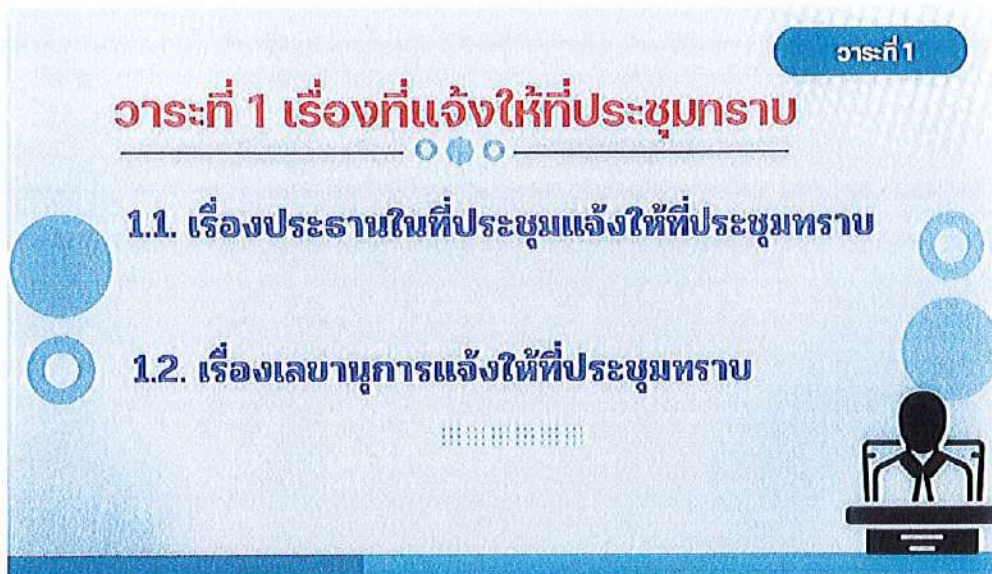 วาระที่ 1
วาระที่ 1 เรื่องที่แจ้งให้ที่ประชุมทราบ
1.1. เรื่องประธานในที่ประชุมแจ้งให้ที่ประชุมทราบ
1.2. เรื่องเลขานุการแจ้งให้ที่ประชุมทราบ